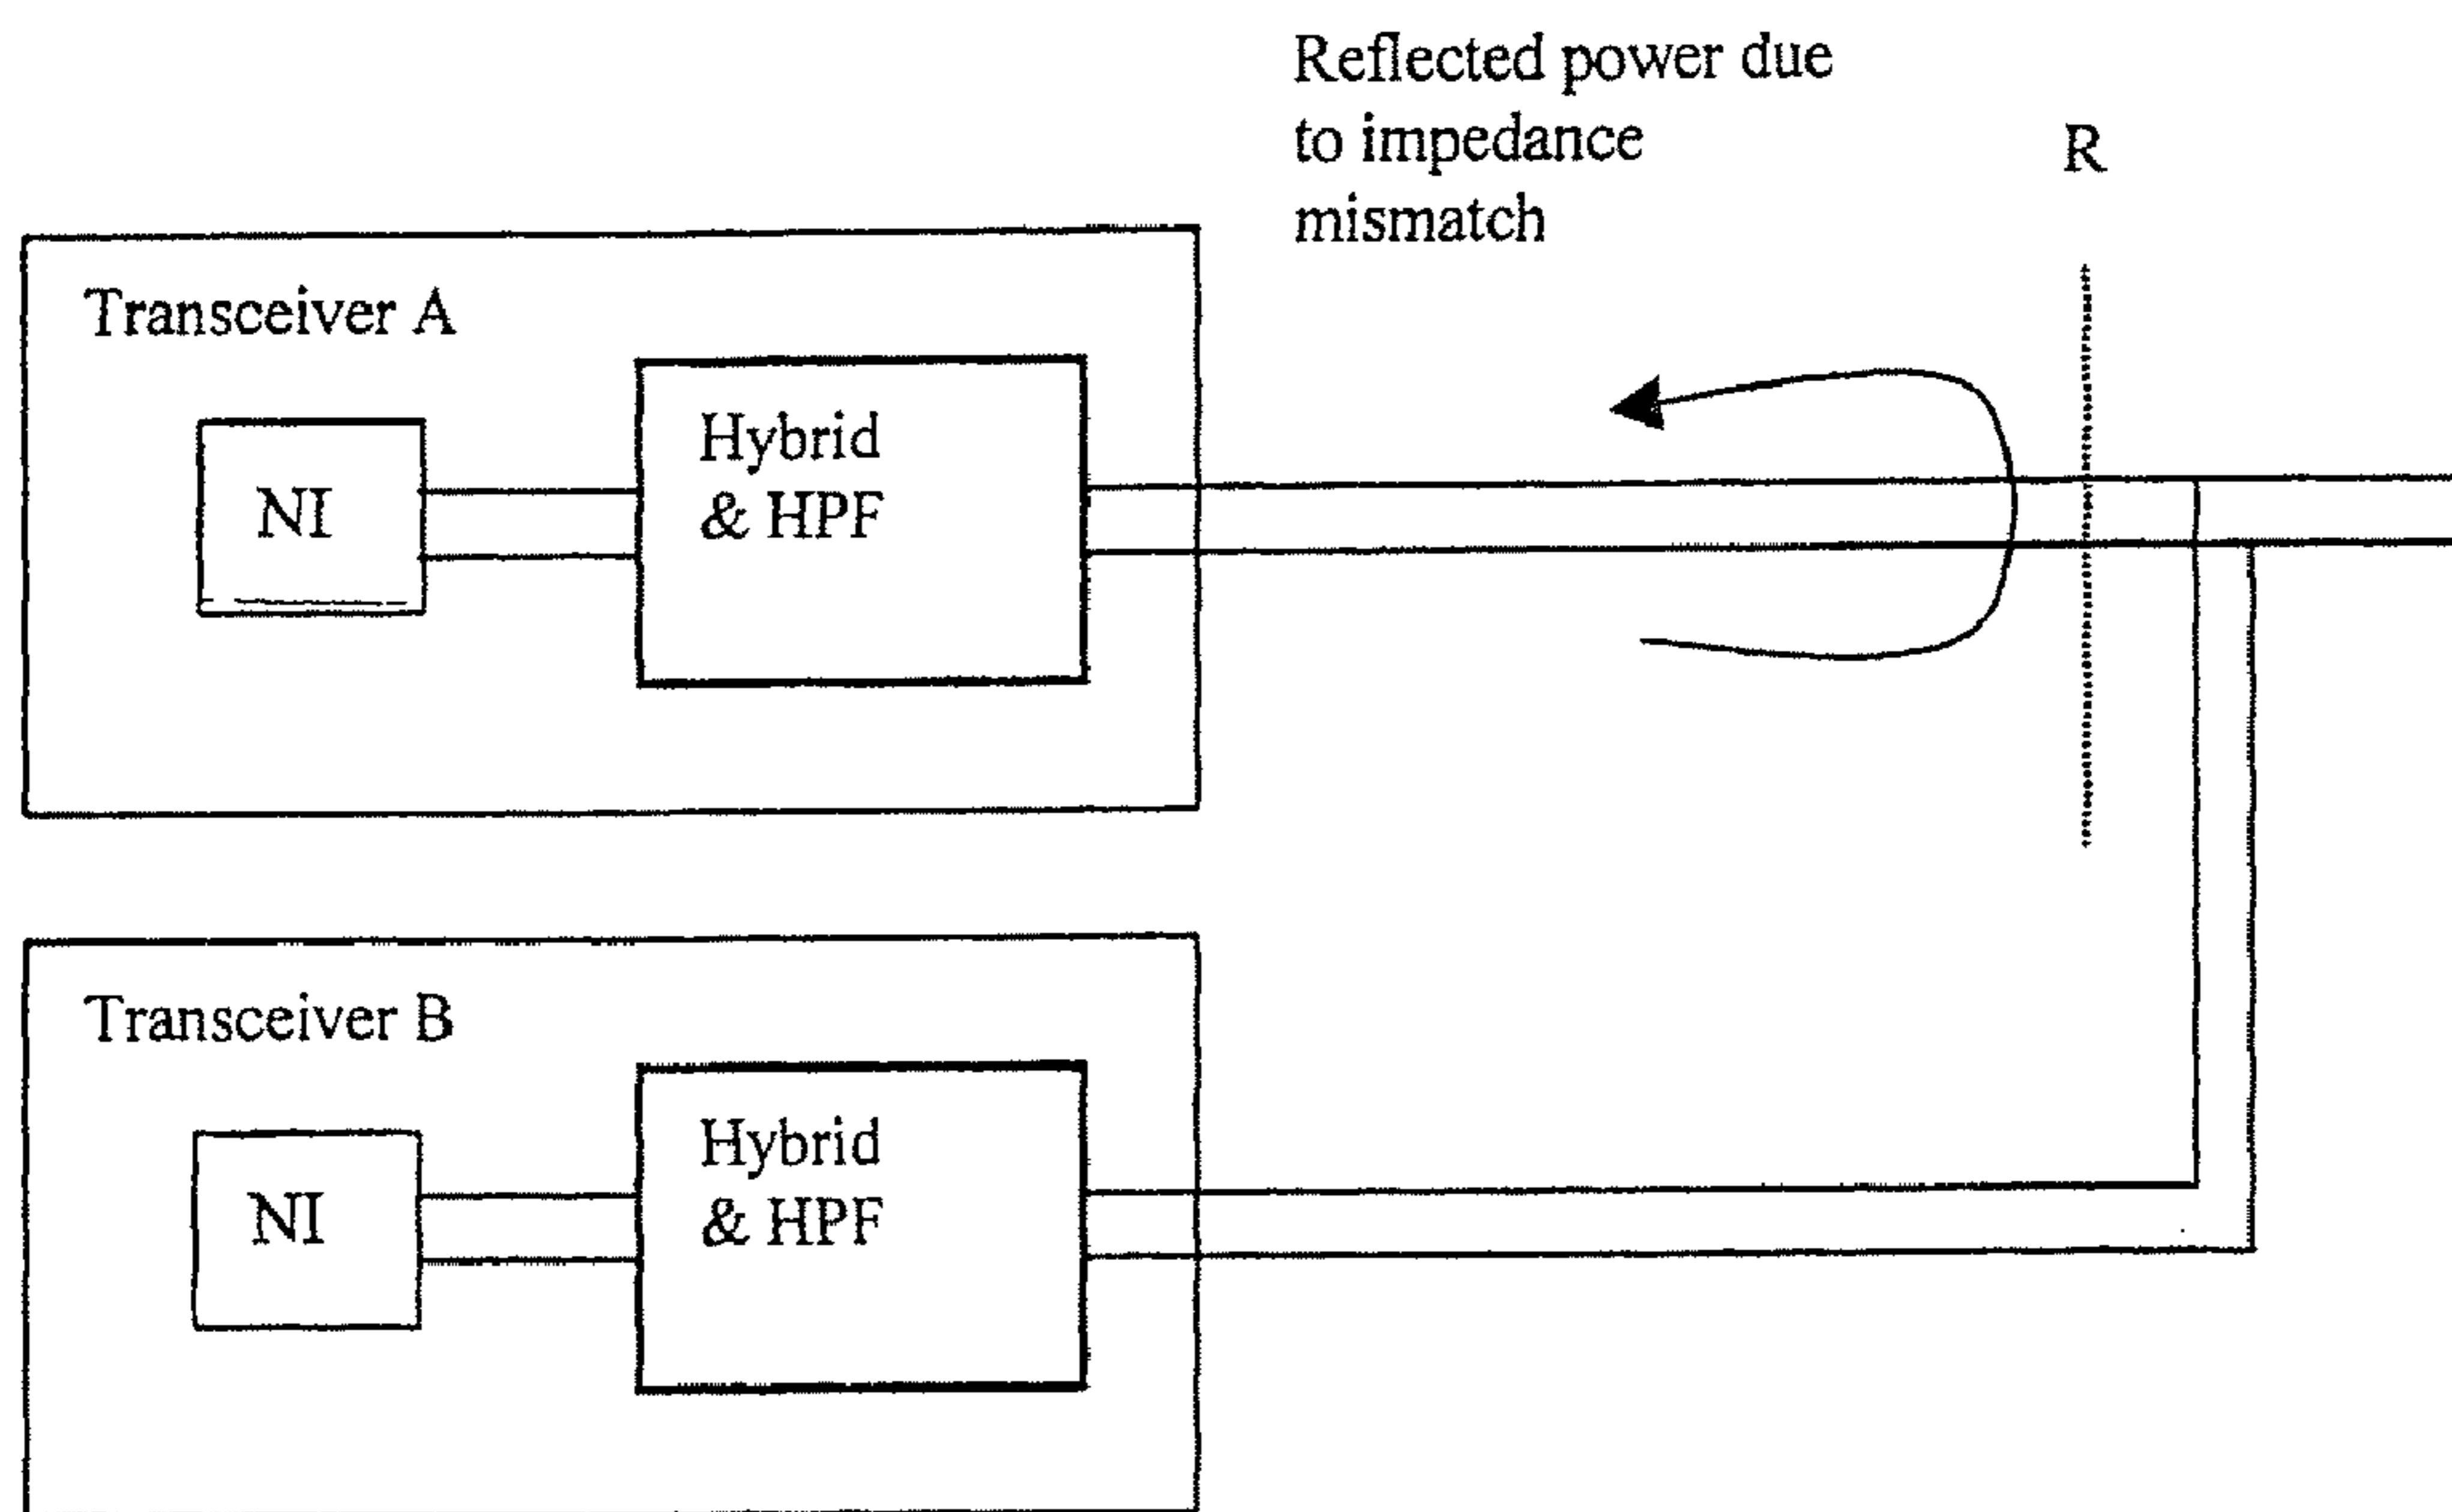 Reflected power due
to impedance
mismatch
R
Transceiver A
NI
Hybrid
& HPF
Transceiver B
NI
Hybrid
& HPF